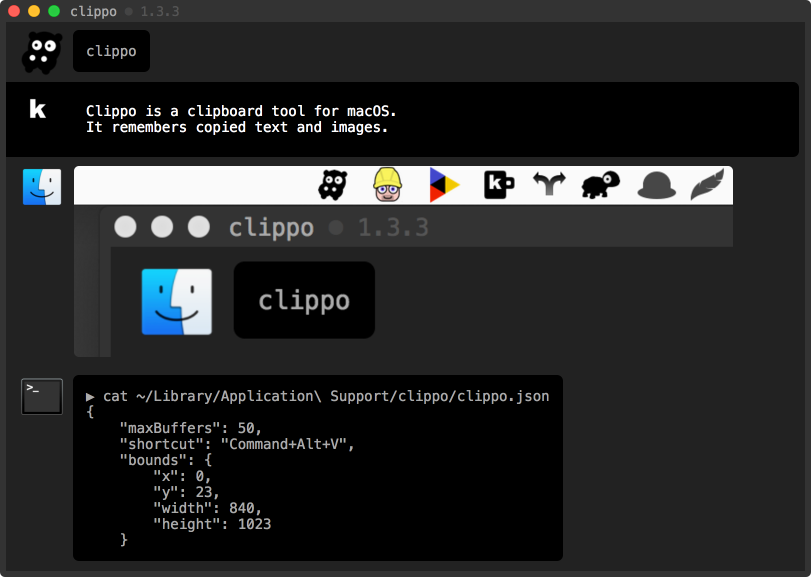 clippo ● 1.3.3
clippo
k
Clippo is a clipboard tool for macOS.
It remembers copied text and images.
k
clippo ● 1.3.3
clippo
>_
▶ cat ~/Library/Application\ Support/clippo/clippo.json
{
    "maxBuffers": 50,
    "shortcut": "Command+Alt+V",
    "bounds": {
        "x": 0,
        "y": 23,
        "width": 840,
        "height": 1023
    }